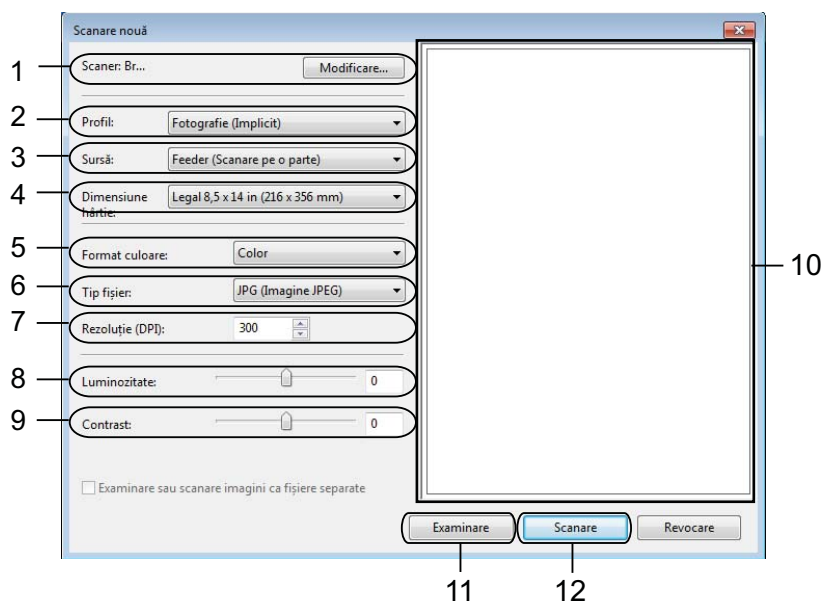 Scanare nouă
1 Scaner: Br... Modificare...
2 Profil: Fotografie (Implicit)
3 Sursă: Feeder (Scanare pe o parte)
4 Dimensiune hârtie: Legal 8,5 x 14 in (216 x 356 mm)
5 Format culoare: Color
6 Tip fișier: JPG (Imagine JPEG)
7 Rezoluție (DPI): 300
8 Luminozitate: 0
9 Contrast: 0
10
Examinare sau scanare imagini ca fișiere separate
Examinare Scanare Revocare
11 12